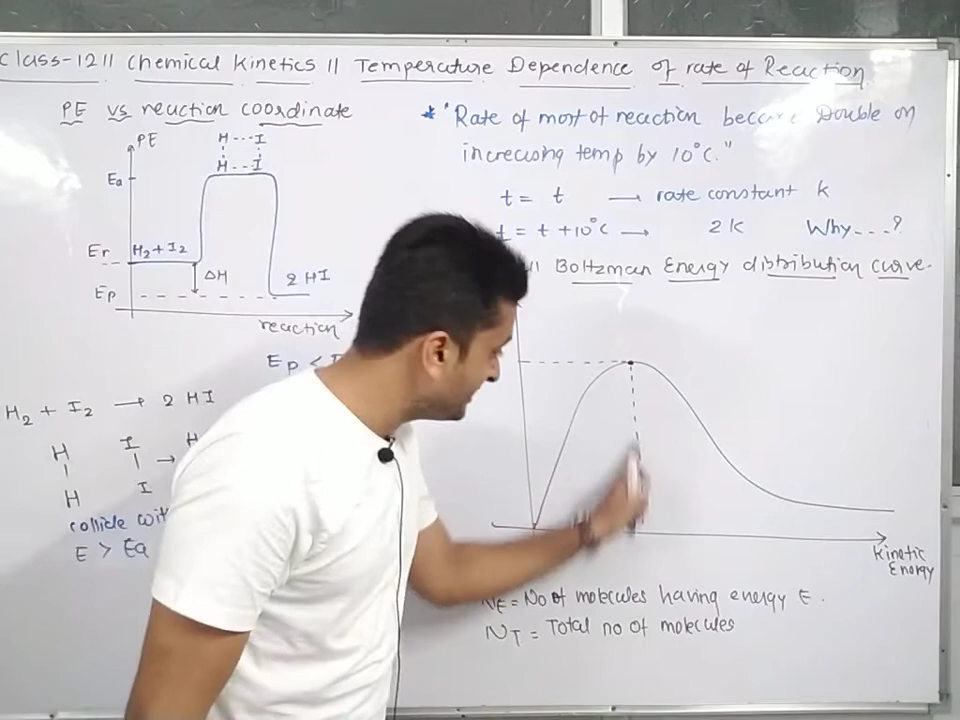 Class-12 || Chemical Kinetics || Temperature Dependence of rate of Reaction
PE vs reaction coordinate
PE
H---I
H--I
Ea
Er
H2+I2
ΔH
2 HI
Ep
reaction
Ep <
H2 + I2 → 2 HI
H I → H
H I
collide
E > Ea
* "Rate of most of reaction become Double on
increasing temp by 10°C."
t = t → rate constant k
t = t +10°C → 2K Why---?
Boltzman Energy distribution curve.
Kinetic
Energy
NE = No of molecules having energy E.
NT = Total no of molecules